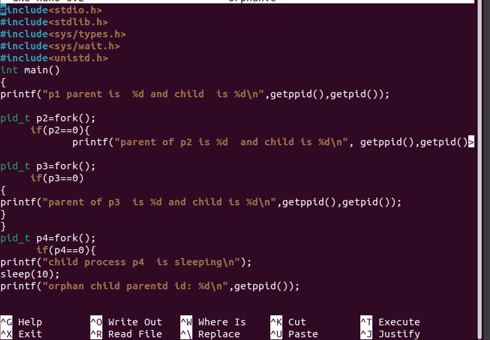 #include<stdio.h>
#include<stdlib.h>
#include<sys/types.h>
#include<sys/wait.h>
#include<unistd.h>
int main()
{
printf("p1 parent is  %d and child  is %d\n",getppid(),getpid());
pid_t p2=fork();
if(p2==0){
printf("parent of p2 is %d  and child is %d\n", getppid(),getpid()>
pid_t p3=fork();
if(p3==0)
{
printf("parent of p3  is %d and child is %d\n",getppid(),getpid());
}
}
pid_t p4=fork();
if(p4==0){
printf("child process p4  is sleeping\n");
sleep(10);
printf("orphan child parentd id: %d\n",getppid());
^G Help ^O Write Out ^W Where Is ^K Cut ^T Execute
^X Exit ^R Read File ^\ Replace ^U Paste ^J Justify